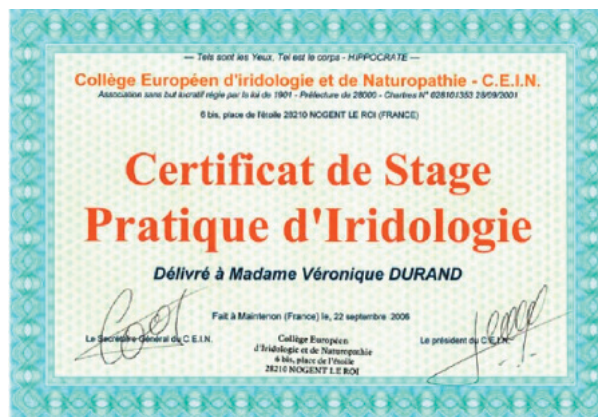 — Tels sont les Yeux, Tel est le corps - HIPPOCRATE —
Collège Européen d'iridologie et de Naturopathie - C.E.I.N.
Association sans but lucratif régie par la loi de 1901 - Préfecture de 28000 - Chartres N° 028101353 28/09/2001
6 bis, place de l'étoile 28210 NOGENT LE ROI (FRANCE)
Certificat de Stage
Pratique d'Iridologie
Délivré à Madame Véronique DURAND
Fait à Maintenon (France) le, 22 septembre 2006
Le Secrétaire Général du C.E.I.N.
Collège Européen
d'Iridologie et de Naturopathie
6 bis, place de l'étoile
28210 NOGENT LE ROI
Le président du C.E.I.N.